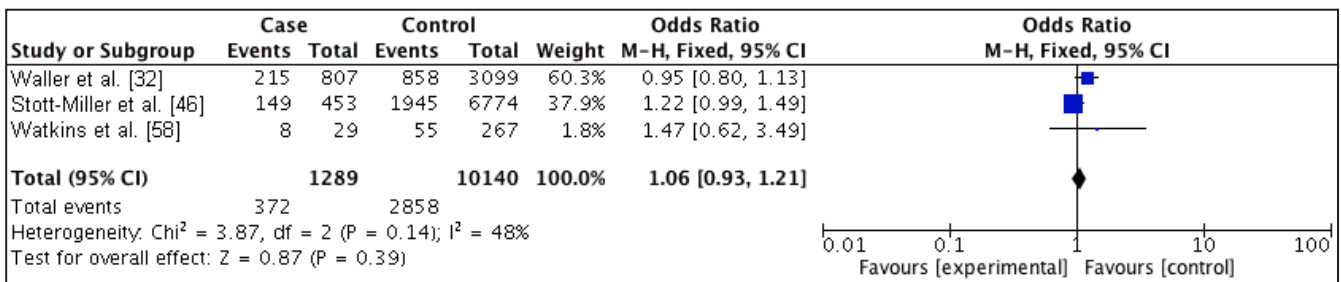 Case Control Odds Ratio Odds Ratio
Study or Subgroup Events Total Events Total Weight M-H, Fixed, 95% CI M-H, Fixed, 95% CI
Waller et al. [32] 215 807 858 3099 60.3% 0.95 [0.80, 1.13]
Stott-Miller et al. [46] 149 453 1945 6774 37.9% 1.22 [0.99, 1.49]
Watkins et al. [58] 8 29 55 267 1.8% 1.47 [0.62, 3.49]
Total (95% CI) 1289 10140 100.0% 1.06 [0.93, 1.21]
Total events 372 2858
Heterogeneity: Chi² = 3.87, df = 2 (P = 0.14); I² = 48%
Test for overall effect: Z = 0.87 (P = 0.39)
0.01 0.1 1 10 100
Favours [experimental] Favours [control]